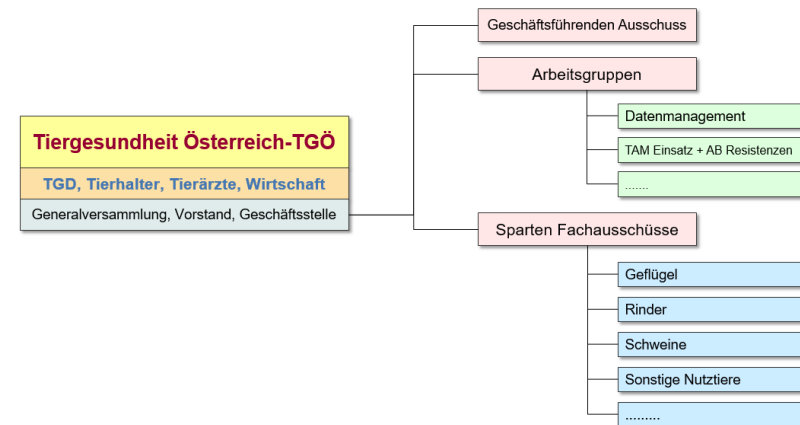 Geschäftsführenden Ausschuss
Arbeitsgruppen
Datenmanagement
TAM Einsatz + AB Resistenzen
.......
Tiergesundheit Österreich-TGÖ
TGD, Tierhalter, Tierärzte, Wirtschaft
Generalversammlung, Vorstand, Geschäftsstelle
Sparten Fachausschüsse
Geflügel
Rinder
Schweine
Sonstige Nutztiere
.........